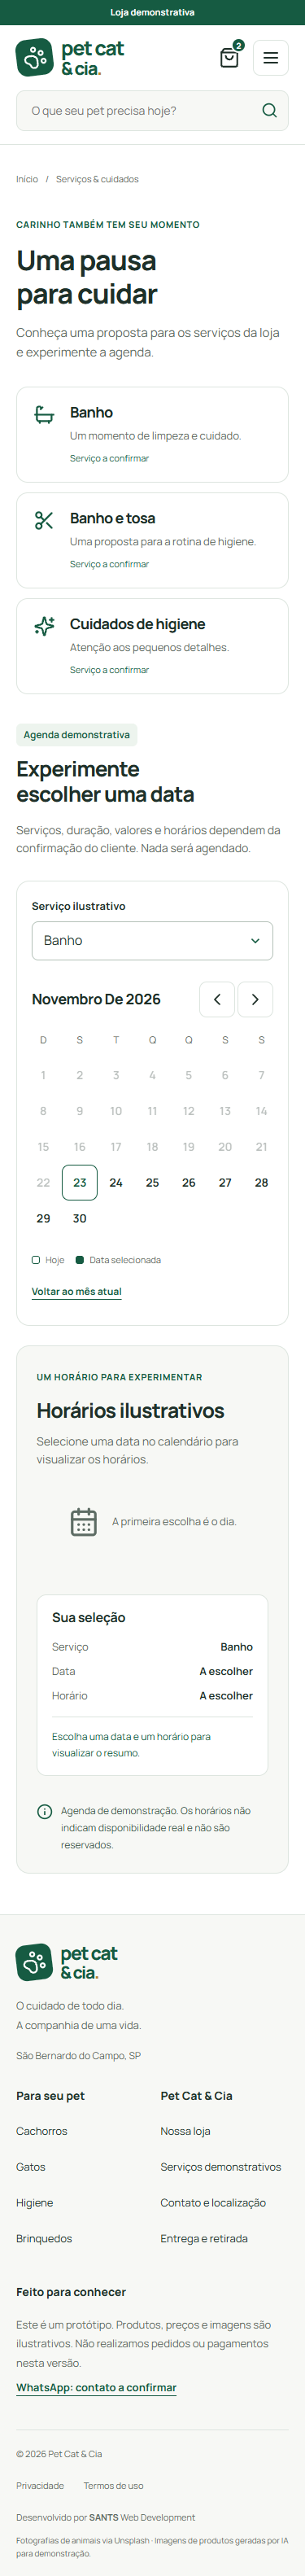 Loja demonstrativa
pet cat
& cia.
2
O que seu pet precisa hoje?
Início / Serviços & cuidados
CARINHO TAMBÉM TEM SEU MOMENTO
Uma pausa
para cuidar
Conheça uma proposta para os serviços da loja
e experimente a agenda.
Banho
Um momento de limpeza e cuidado.
Serviço a confirmar
Banho e tosa
Uma proposta para a rotina de higiene.
Serviço a confirmar
Cuidados de higiene
Atenção aos pequenos detalhes.
Serviço a confirmar
Agenda demonstrativa
Experimente
escolher uma data
Serviços, duração, valores e horários dependem da
confirmação do cliente. Nada será agendado.
Serviço ilustrativo
Banho
Novembro De 2026
D S T Q Q S S
1 2 3 4 5 6 7
8 9 10 11 12 13 14
15 16 17 18 19 20 21
22 23 24 25 26 27 28
29 30
Hoje Data selecionada
Voltar ao mês atual
UM HORÁRIO PARA EXPERIMENTAR
Horários ilustrativos
Selecione uma data no calendário para
visualizar os horários.
A primeira escolha é o dia.
Sua seleção
Serviço Banho
Data A escolher
Horário A escolher
Escolha uma data e um horário para
visualizar o resumo.
Agenda de demonstração. Os horários não
indicam disponibilidade real e não são
reservados.
pet cat
& cia.
O cuidado de todo dia.
A companhia de uma vida.
São Bernardo do Campo, SP
Para seu pet Pet Cat & Cia
Cachorros Nossa loja
Gatos Serviços demonstrativos
Higiene Contato e localização
Brinquedos Entrega e retirada
Feito para conhecer
Este é um protótipo. Produtos, preços e imagens são
ilustrativos. Não realizamos pedidos ou pagamentos
nesta versão.
WhatsApp: contato a confirmar
© 2026 Pet Cat & Cia
Privacidade Termos de uso
Desenvolvido por SANTS Web Development
Fotografias de animais via Unsplash · Imagens de produtos geradas por IA
para demonstração.